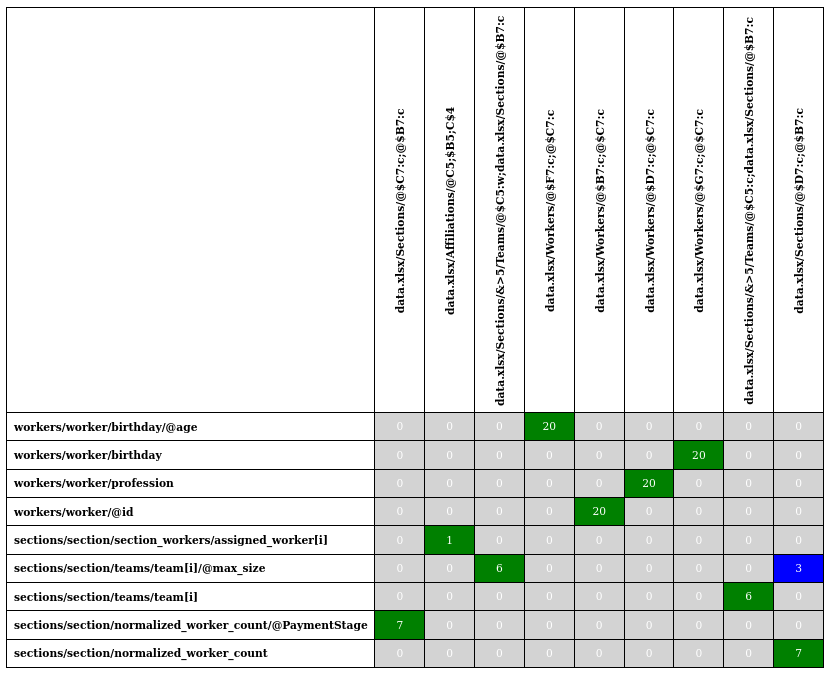 data.xlsx/Sections/@$C7:c;@$B7:c
data.xlsx/Affiliations/@C5;$B5;C$4
data.xlsx/Sections/&>5/Teams/@$C5:w;data.xlsx/Sections/@$B7:c
data.xlsx/Workers/@$F7:c;@$C7:c
data.xlsx/Workers/@$B7:c;@$C7:c
data.xlsx/Workers/@$D7:c;@$C7:c
data.xlsx/Workers/@$G7:c;@$C7:c
data.xlsx/Sections/&>5/Teams/@$C5:c;data.xlsx/Sections/@$B7:c
data.xlsx/Sections/@$D7:c;@$B7:c
workers/worker/birthday/@age 0 0 0 20 0 0 0 0 0
workers/worker/birthday 0 0 0 0 0 0 20 0 0
workers/worker/profession 0 0 0 0 0 20 0 0 0
workers/worker/@id 0 0 0 0 20 0 0 0 0
sections/section/section_workers/assigned_worker[i] 0 1 0 0 0 0 0 0 0
sections/section/teams/team[i]/@max_size 0 0 6 0 0 0 0 0 3
sections/section/teams/team[i] 0 0 0 0 0 0 0 6 0
sections/section/normalized_worker_count/@PaymentStage 7 0 0 0 0 0 0 0 0
sections/section/normalized_worker_count 0 0 0 0 0 0 0 0 7